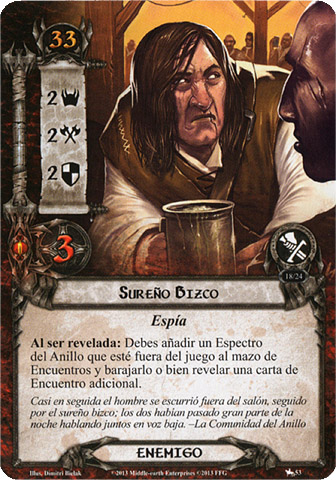 33
2
2
2
3
18/24
Sureño Bizco
Espía
Al ser revelada: Debes añadir un Espectro
del Anillo que esté fuera del juego al mazo de
Encuentros y barajarlo o bien revelar una carta de
Encuentro adicional.
Casi en seguida el hombre se escurrió fuera del salón, seguido
por el sureño bizco; los dos habían pasado gran parte de la
noche hablando juntos en voz baja. –La Comunidad del Anillo
ENEMIGO
Illus. Dimitri Bielak ©2013 Middle-earth Enterprises ©2013 FFG 53